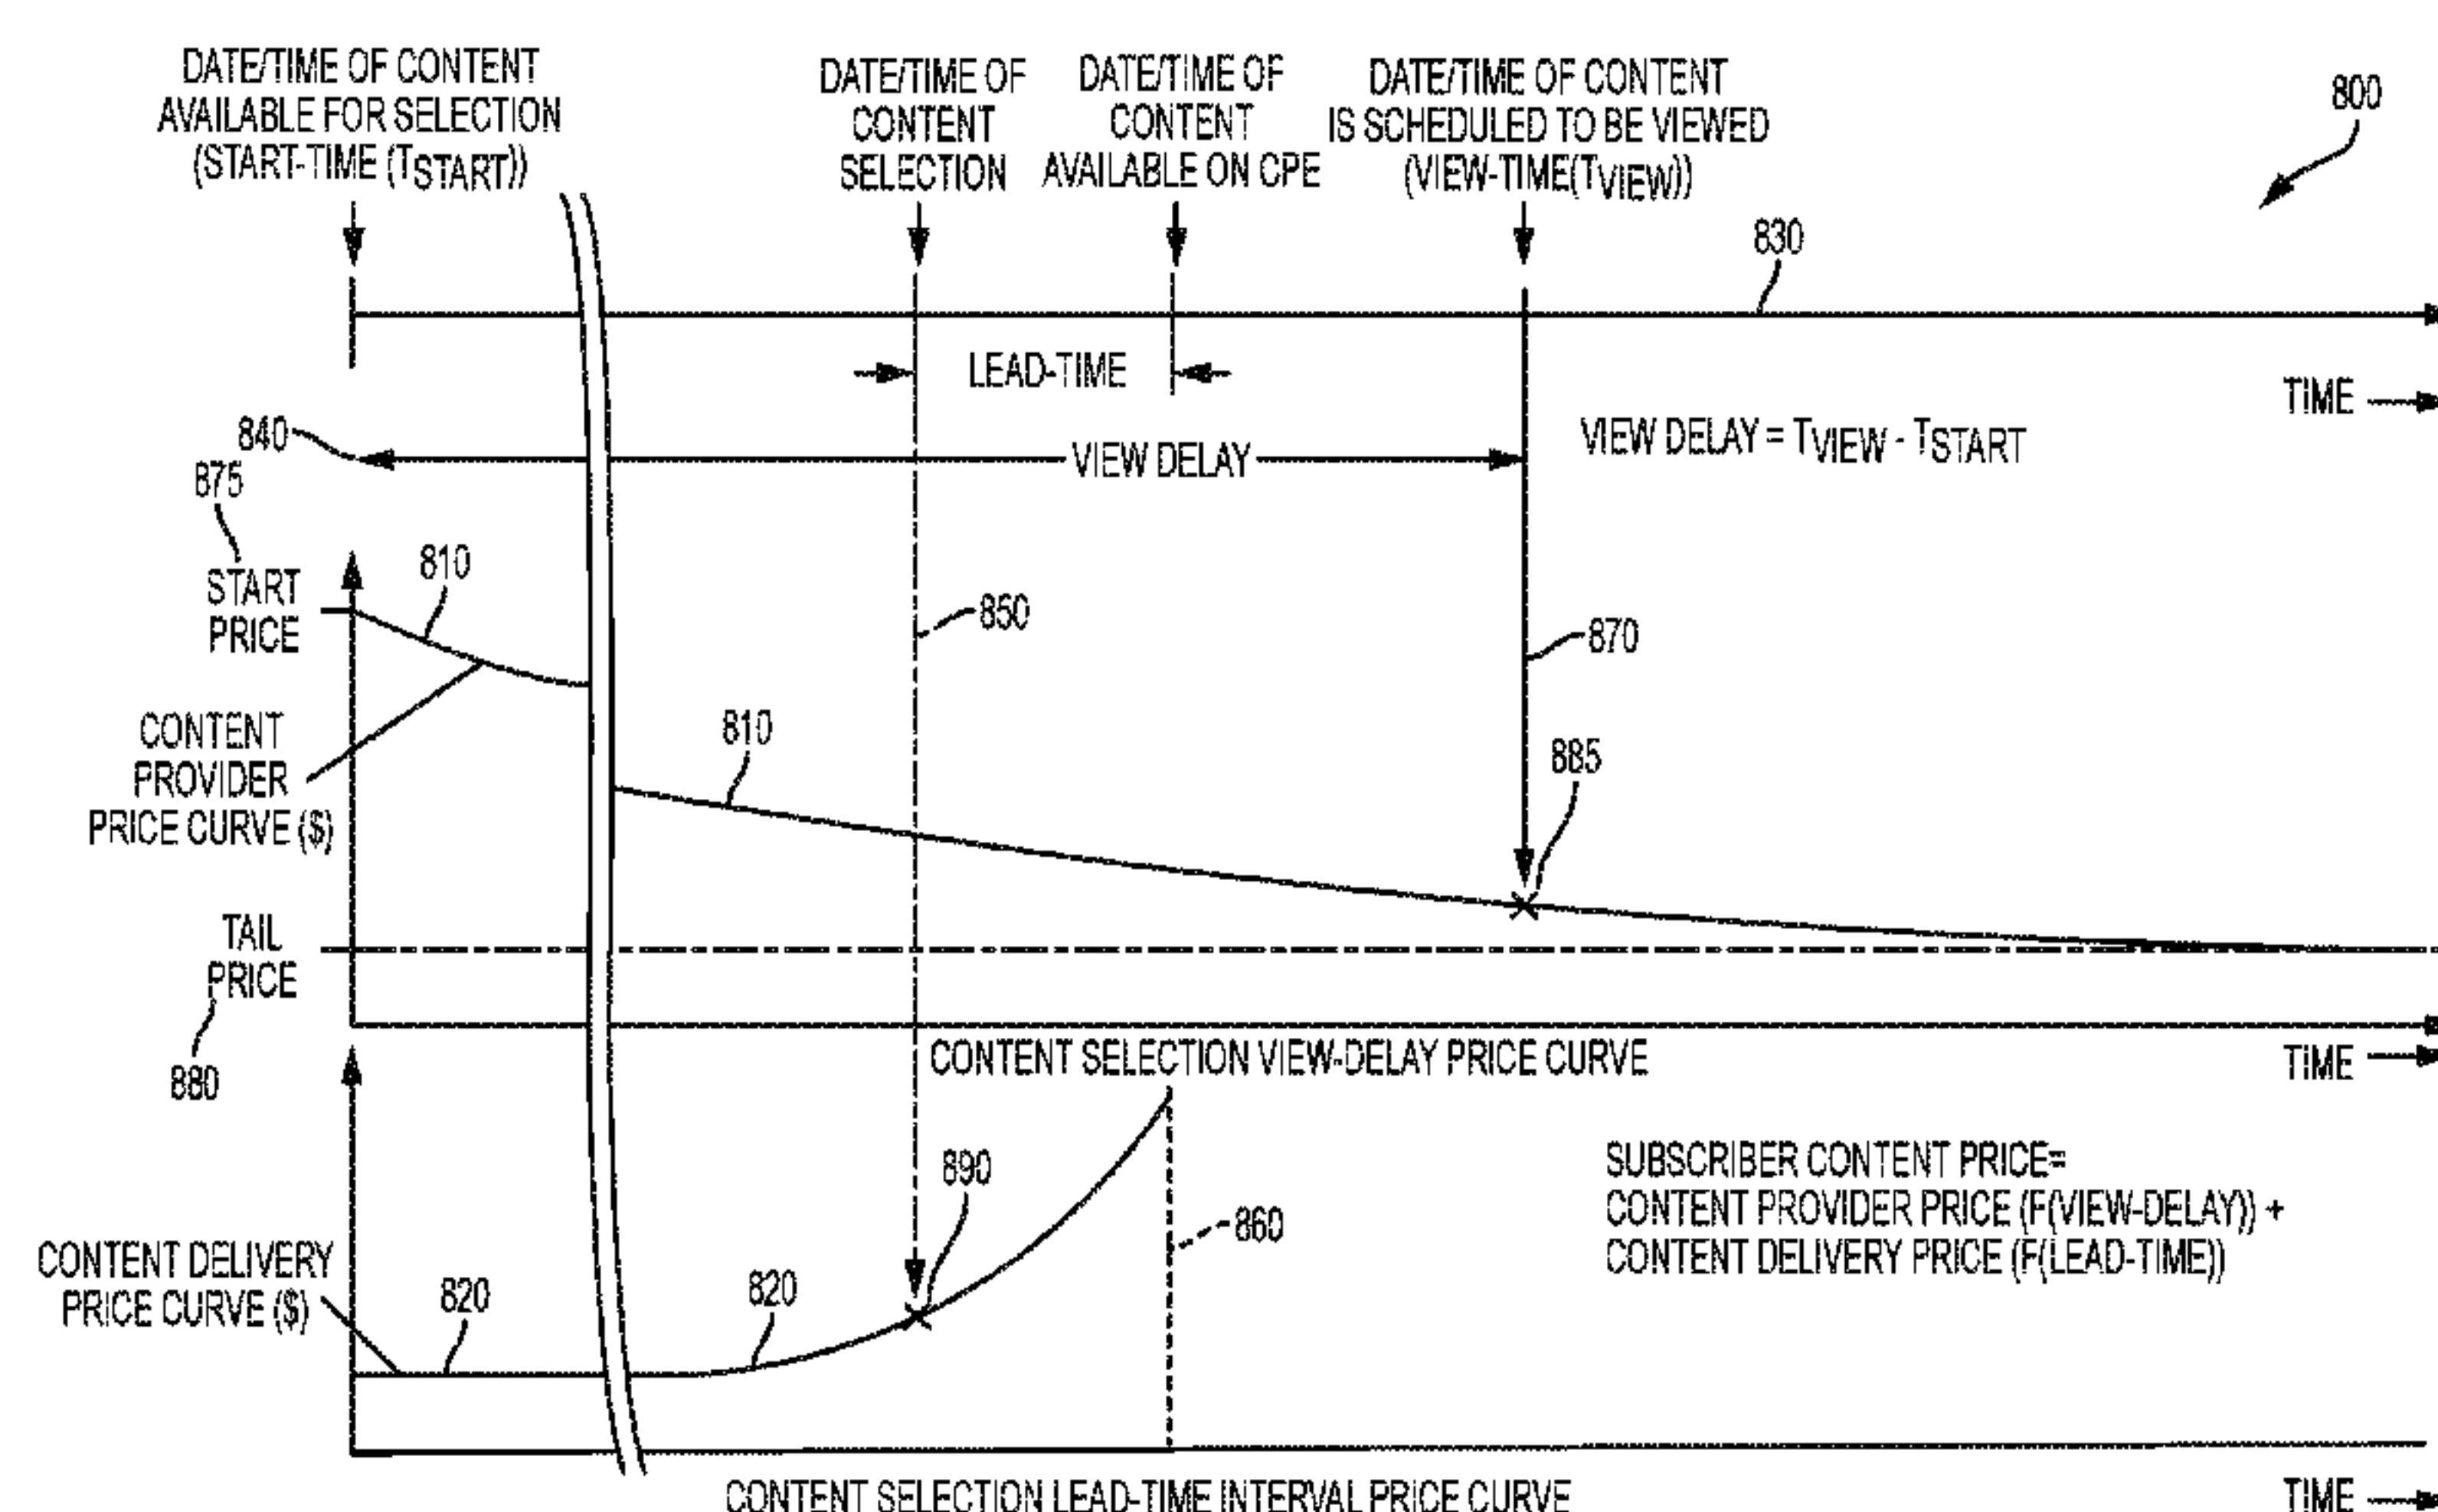 DATE/TIME OF CONTENT
AVAILABLE FOR SELECTION
(START-TIME (TSTART))
DATE/TIME OF
CONTENT
SELECTION
DATE/TIME OF
CONTENT
AVAILABLE ON CPE
DATE/TIME OF CONTENT
IS SCHEDULED TO BE VIEWED
(VIEW-TIME(TVIEW))
800
830
LEAD-TIME
TIME
840
VIEW DELAY
VIEW DELAY = TVIEW - TSTART
875
START
PRICE
810
850
870
CONTENT
PROVIDER
PRICE CURVE ($)
810
885
TAIL
PRICE
880
CONTENT SELECTION VIEW-DELAY PRICE CURVE
TIME
890
860
SUBSCRIBER CONTENT PRICE=
CONTENT PROVIDER PRICE (F(VIEW-DELAY)) +
CONTENT DELIVERY PRICE (F(LEAD-TIME))
CONTENT DELIVERY
PRICE CURVE ($)
820
820
CONTENT SELECTION LEAD-TIME INTERVAL PRICE CURVE
TIME